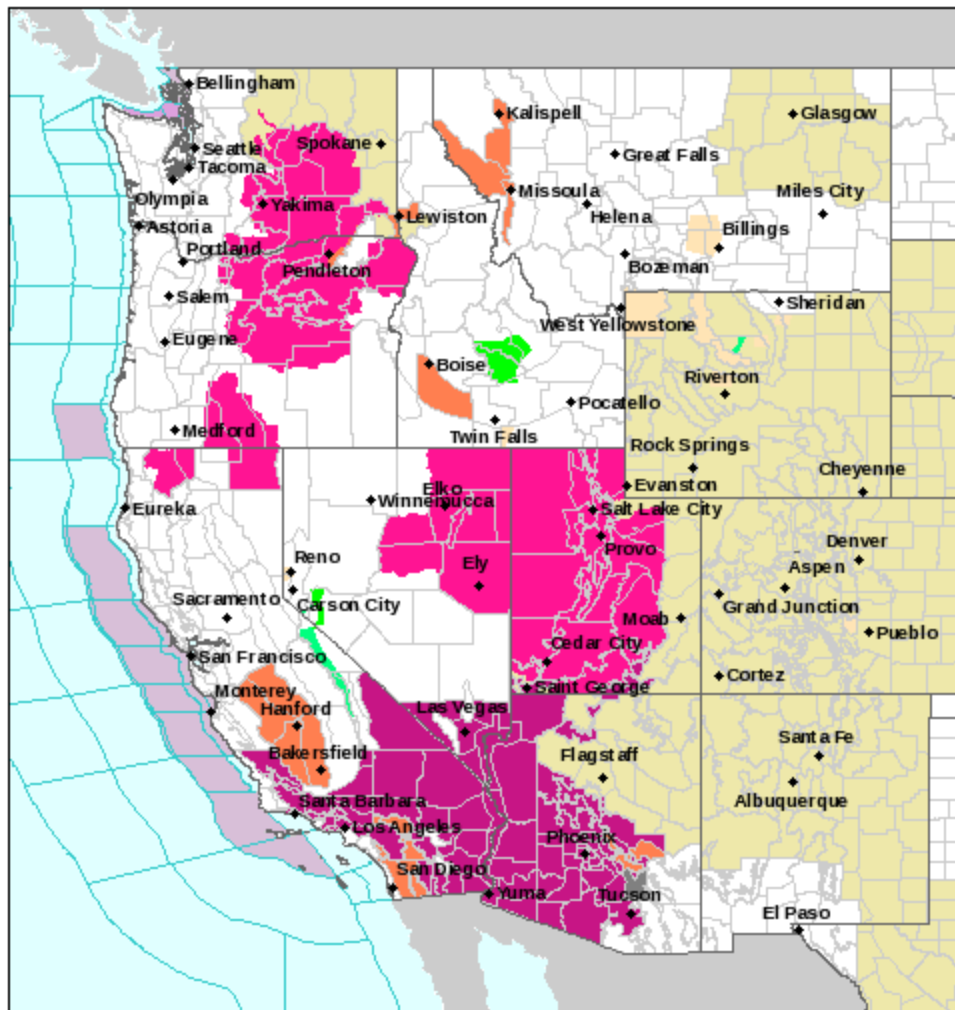 Bellingham
Kalispell
Glasgow
Seattle
Spokane
Great Falls
Tacoma
Olympia
Missoula
Miles City
Yakima
Lewiston
Helena
Astoria
Billings
Portland
Pendleton
Bozeman
Salem
Sheridan
West Yellowstone
Eugene
Boise
Riverton
Pocatello
Medford
Twin Falls
Rock Springs
Cheyenne
Elko
Evanston
Winnemucca
Eureka
Salt Lake City
Provo
Denver
Reno
Ely
Aspen
Sacramento
Carson City
Grand Junction
Moab
Pueblo
Cedar City
San Francisco
Cortez
Saint George
Monterey
Hanford
Las Vegas
Santa Fe
Bakersfield
Flagstaff
Albuquerque
Santa Barbara
Los Angeles
Phoenix
San Diego
Yuma
Tucson
El Paso